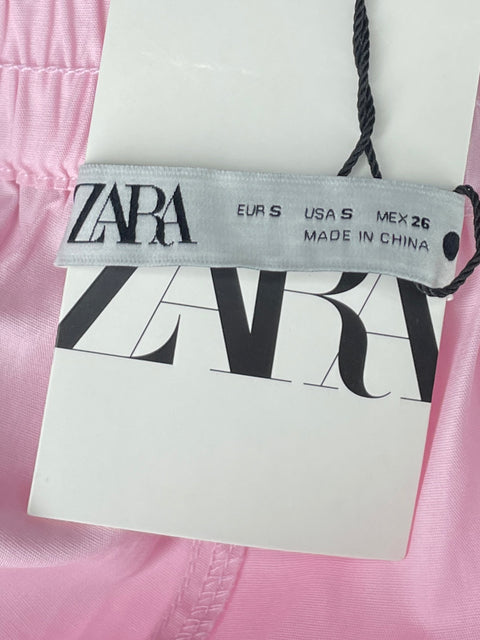 ZARA
EUR S USA S MEX 26
MADE IN CHINA
ZARA